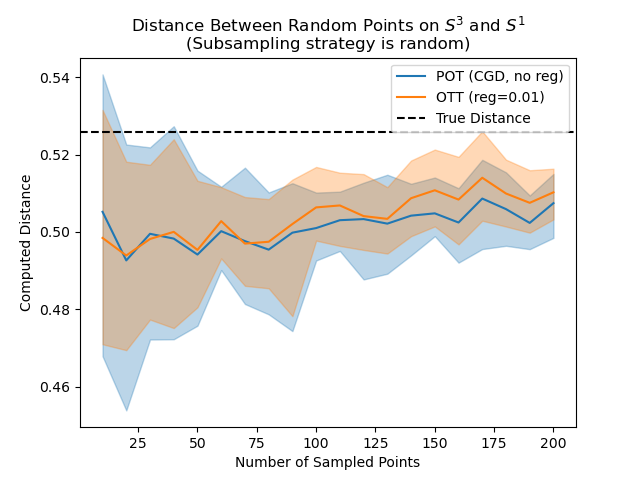 Distance Between Random Points on $S^3$ and $S^1$
(Subsampling strategy is random)
POT (CGD, no reg)
OTT (reg=0.01)
True Distance
Computed Distance
0.54
0.52
0.50
0.48
0.46
25 50 75 100 125 150 175 200
Number of Sampled Points